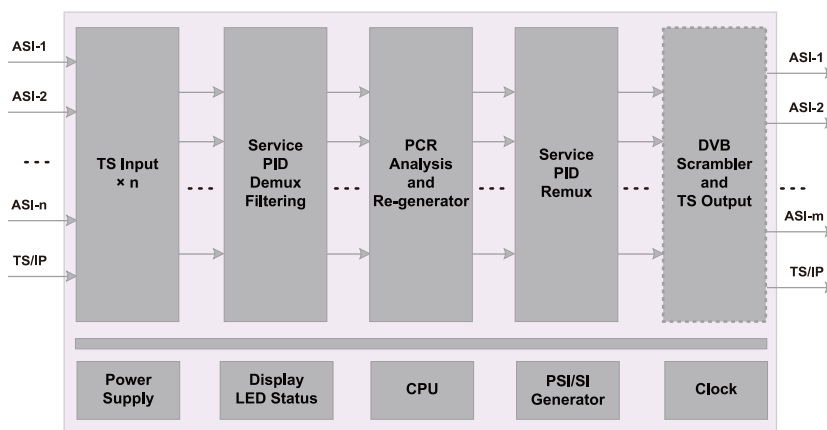 ASI-1
ASI-2
...
ASI-n
TS/IP
TS Input
× n
...
Service
PID
Demux
Filtering
...
PCR
Analysis
and
Re-generator
...
Service
PID
Remux
...
DVB
Scrambler
and
TS Output
ASI-1
ASI-2
...
ASI-m
TS/IP
Power
Supply
Display
LED Status
CPU
PSI/SI
Generator
Clock